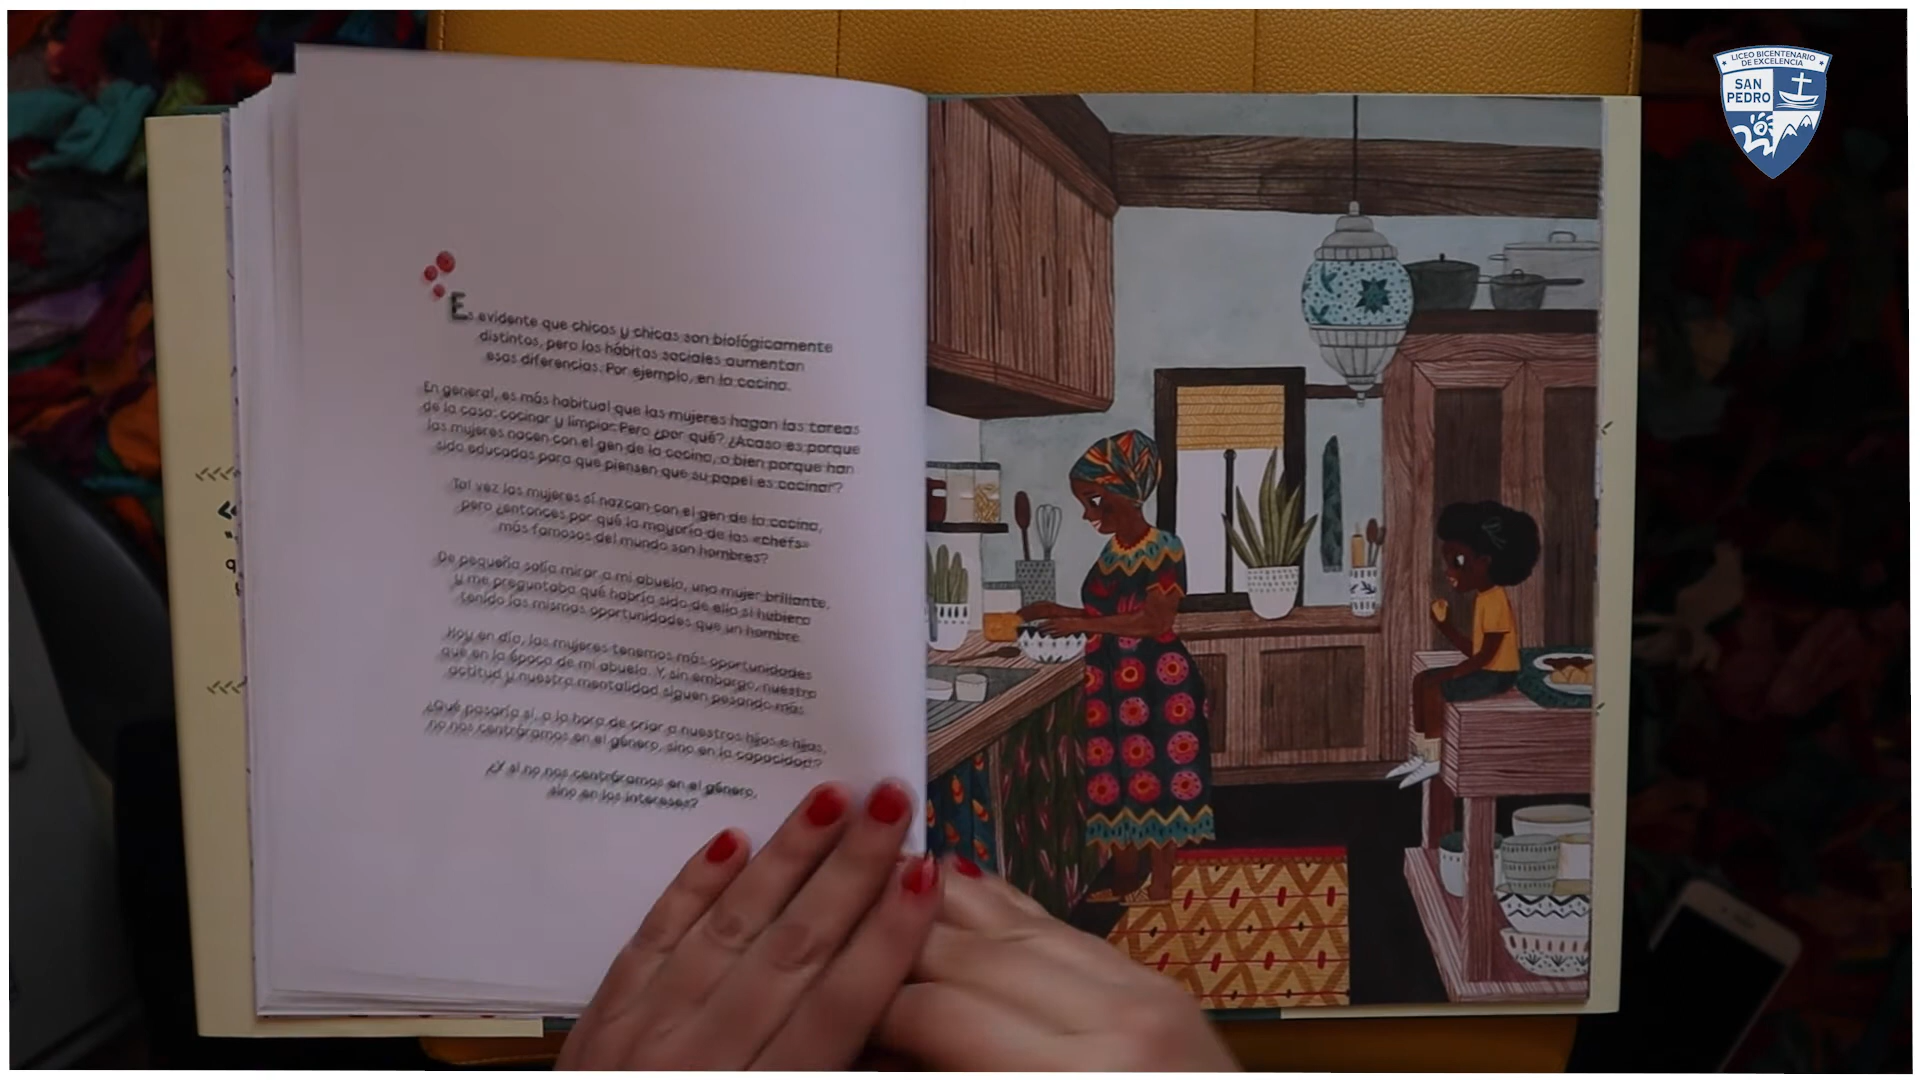 Es evidente que chicos y chicas son biológicamente
distintos, pero los hábitos sociales aumentan
esas diferencias. Por ejemplo, en la cocina.
En general, es más habitual que las mujeres hagan las tareas
de la casa: cocinar y limpiar. Pero ¿por qué? ¿Acaso es porque
las mujeres nacen con el gen de la cocina, o bien porque han
sido educadas para que piensen que su papel es cocinar?
Tal vez las mujeres sí nazcan con el gen de la cocina,
pero ¿entonces por qué la mayoría de los «chefs»
más famosos del mundo son hombres?
De pequeña solía mirar a mi abuela, una mujer brillante,
y me preguntaba qué habría sido de ella si hubiera
tenido las mismas oportunidades que un hombre.
Hoy en día, las mujeres tenemos más oportunidades
que en la época de mi abuela. Y, sin embargo, nuestra
actitud y nuestra mentalidad siguen pesando más.
¿Qué pasaría si, a la hora de criar a nuestros hijos e hijas,
no nos centráramos en el género, sino en la capacidad?
¿Y si no nos centráramos en el género,
sino en los intereses?
LICEO BICENTENARIO
DE EXCELENCIA
SAN
PEDRO